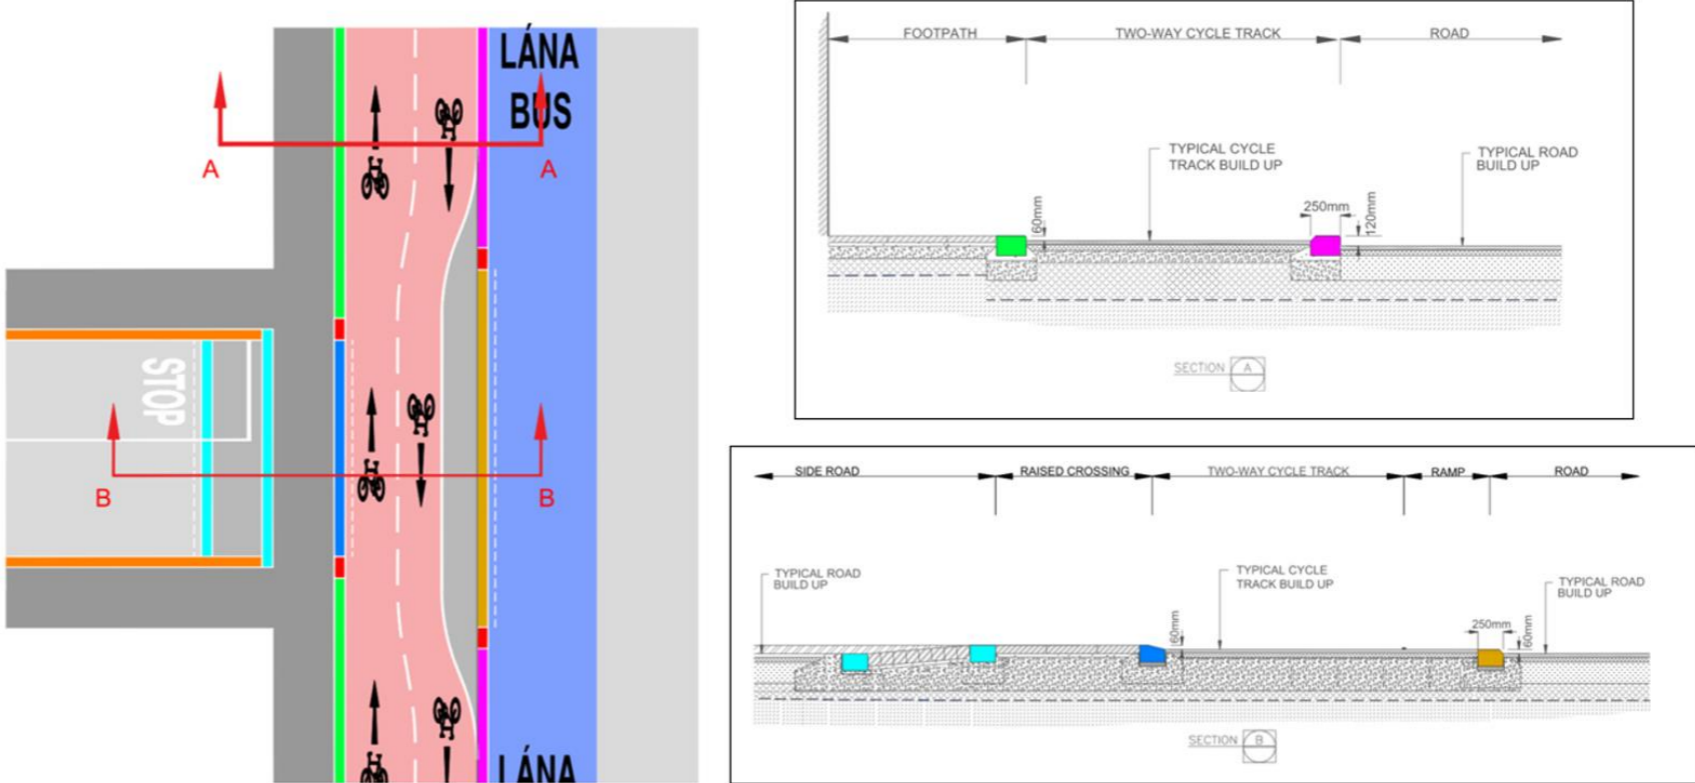 LÁNA
BUS
A
A
STOP
B
B
LÁNA
FOOTPATH
TWO-WAY CYCLE TRACK
ROAD
TYPICAL CYCLE
TRACK BUILD UP
TYPICAL ROAD
BUILD UP
60mm
250mm
120mm
SECTION A
SIDE ROAD
RAISED CROSSING
TWO-WAY CYCLE TRACK
RAMP
ROAD
TYPICAL ROAD
BUILD UP
TYPICAL CYCLE
TRACK BUILD UP
TYPICAL ROAD
BUILD UP
60mm
250mm
60mm
SECTION B